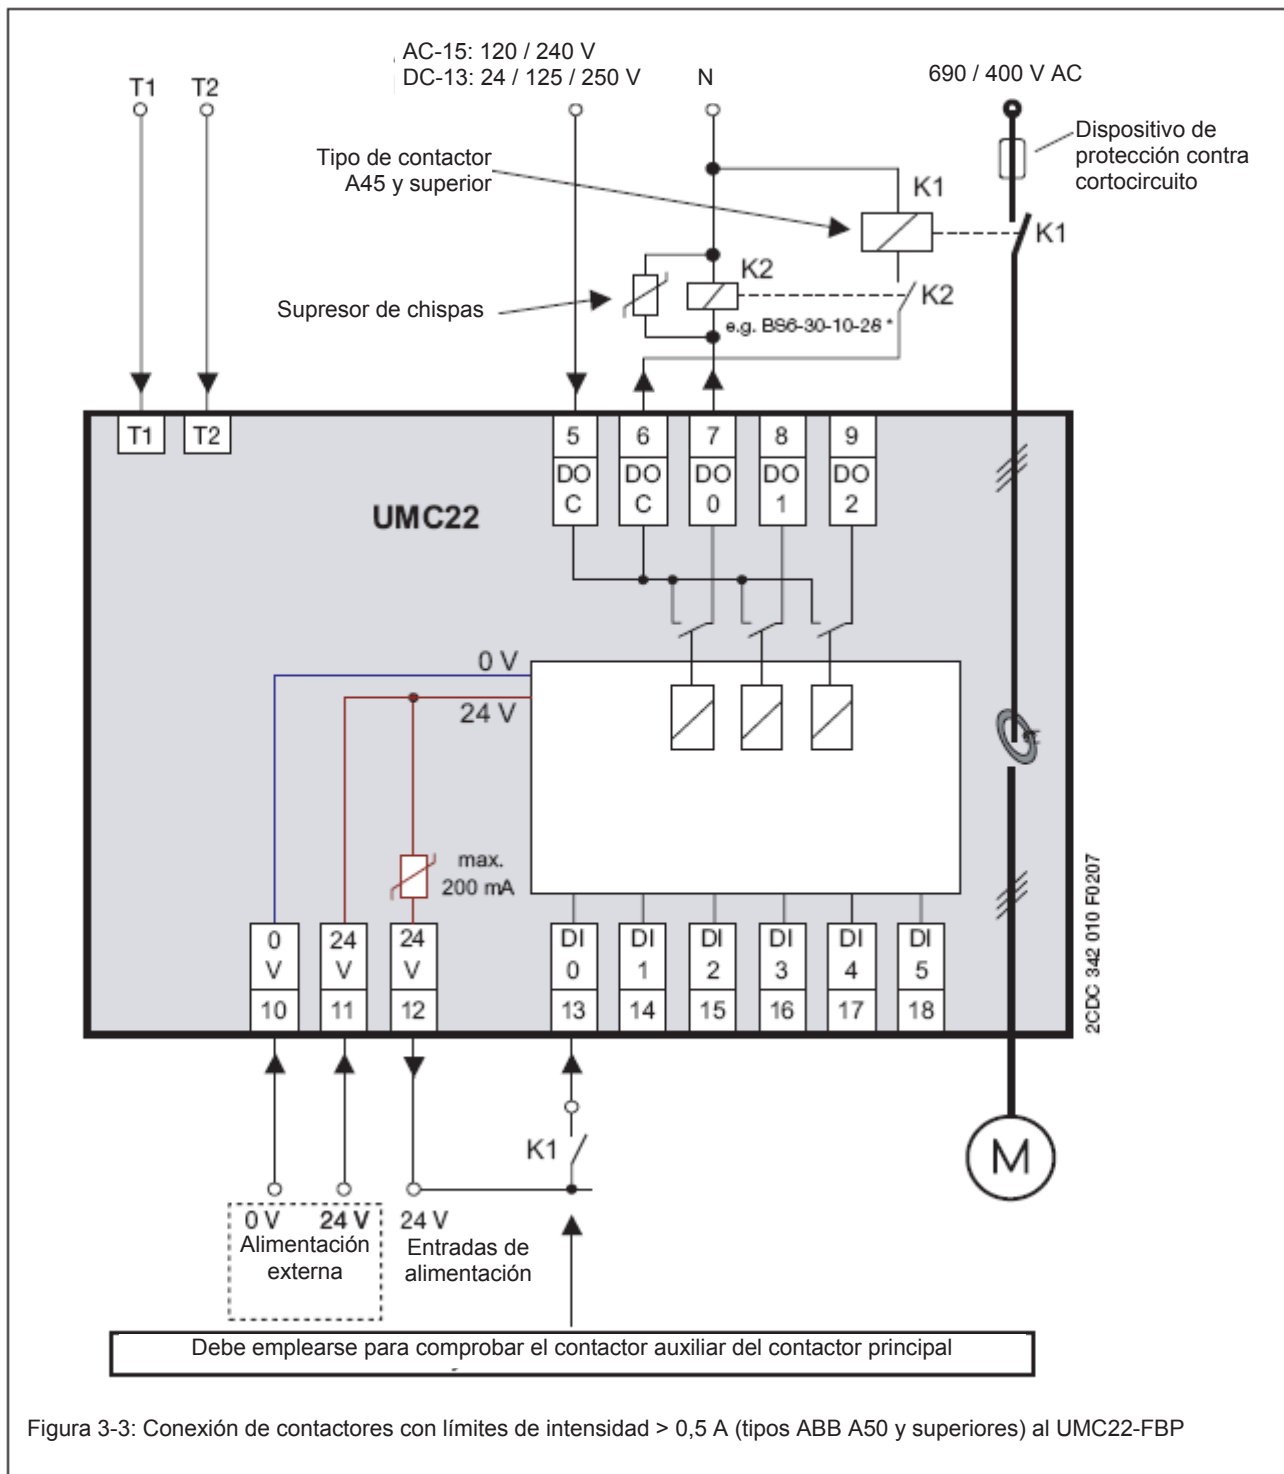 AC-15: 120 / 240 V
DC-13: 24 / 125 / 250 V
N
690 / 400 V AC
T1
T2
Dispositivo de
protección contra
cortocircuito
Tipo de contactor
A45 y superior
K1
K1
K2
K2
Supresor de chispas
e.g. BS6-30-10-28 *
T1
T2
5
6
7
8
9
DO
C
DO
C
DO
0
DO
1
DO
2
UMC22
0 V
24 V
max.
200 mA
0
V
24
V
24
V
DI
0
DI
1
DI
2
DI
3
DI
4
DI
5
10
11
12
13
14
15
16
17
18
2CDC 342 010 F0207
K1
M
0 V
24 V
24 V
Alimentación
externa
Entradas de
alimentación
Debe emplearse para comprobar el contactor auxiliar del contactor principal
Figura 3-3: Conexión de contactores con límites de intensidad > 0,5 A (tipos ABB A50 y superiores) al UMC22-FBP